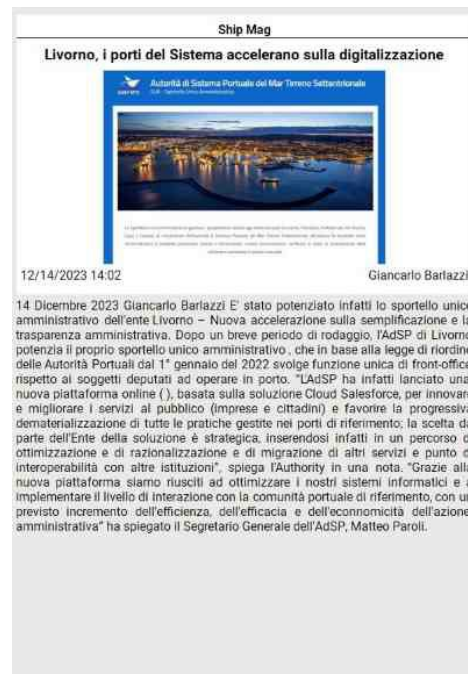 Ship Mag
Livorno, i porti del Sistema accelerano sulla digitalizzazione
Autorità di Sistema Portuale del Mar Tirreno Settentrionale
12/14/2023 14:02
Giancarlo Barlazzi
14 Dicembre 2023 Giancarlo Barlazzi E' stato potenziato infatti lo sportello unico
amministrativo dell'ente Livorno – Nuova accelerazione sulla semplificazione e la
trasparenza amministrativa. Dopo un breve periodo di rodaggio, l'AdSP di Livorno
potenzia il proprio sportello unico amministrativo , che in base alla legge di riordino
delle Autorità Portuali dal 1° gennaio del 2022 svolge funzione unica di front-office
rispetto ai soggetti deputati ad operare in porto. "L'AdSP ha infatti lanciato una
nuova piattaforma online ( ), basata sulla soluzione Cloud Salesforce, per innovare
e migliorare i servizi al pubblico (imprese e cittadini) e favorire la progressiva
dematerializzazione di tutte le pratiche gestite nei porti di riferimento; la scelta da
parte dell'Ente della soluzione è strategica, inserendosi infatti in un percorso di
ottimizzazione e di razionalizzazione e di migrazione di altri servizi e punto di
interoperabilità con altre istituzioni", spiega l'Authority in una nota. "Grazie alla
nuova piattaforma siamo riusciti ad ottimizzare i nostri sistemi informatici e a
implementare il livello di interazione con la comunità portuale di riferimento, con un
previsto incremento dell'efficienza, dell'efficacia e dell'econnomicità dell'azione
amministrativa" ha spiegato il Segretario Generale dell'AdSP, Matteo Paroli.